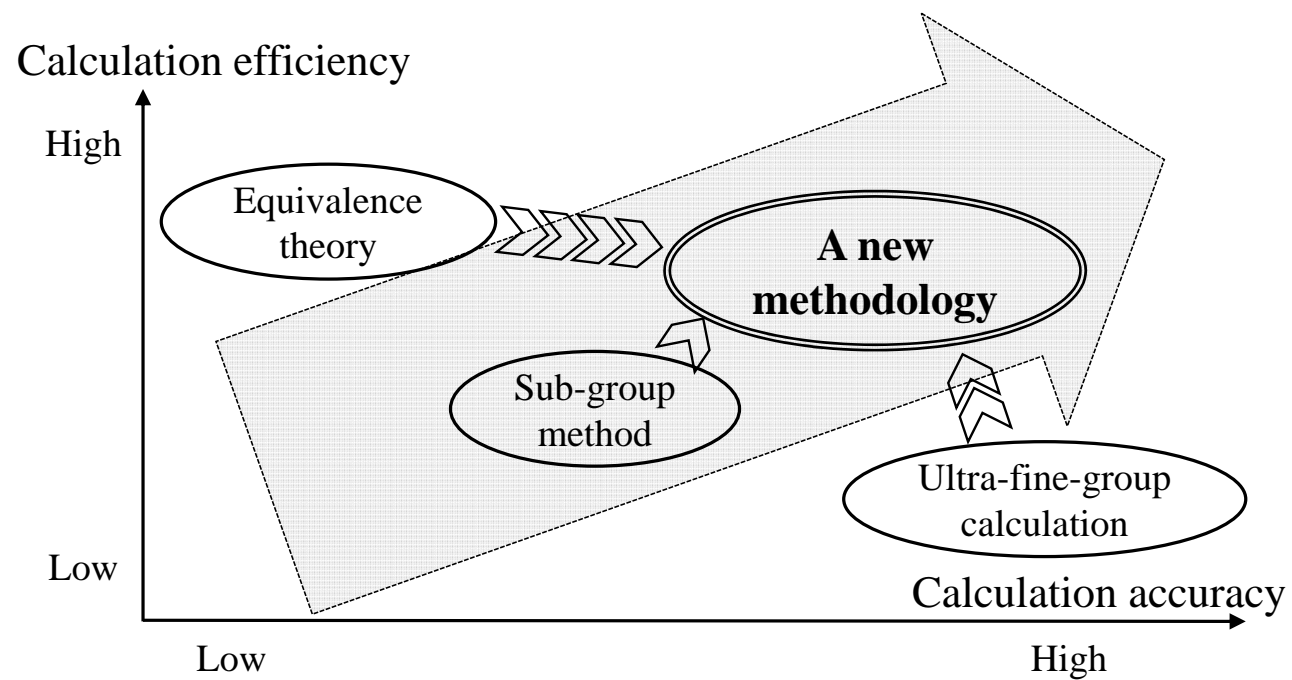 Calculation efficiency
High
Equivalence
theory
A new
methodology
Sub-group
method
Ultra-fine-group
calculation
Low
Calculation accuracy
Low
High